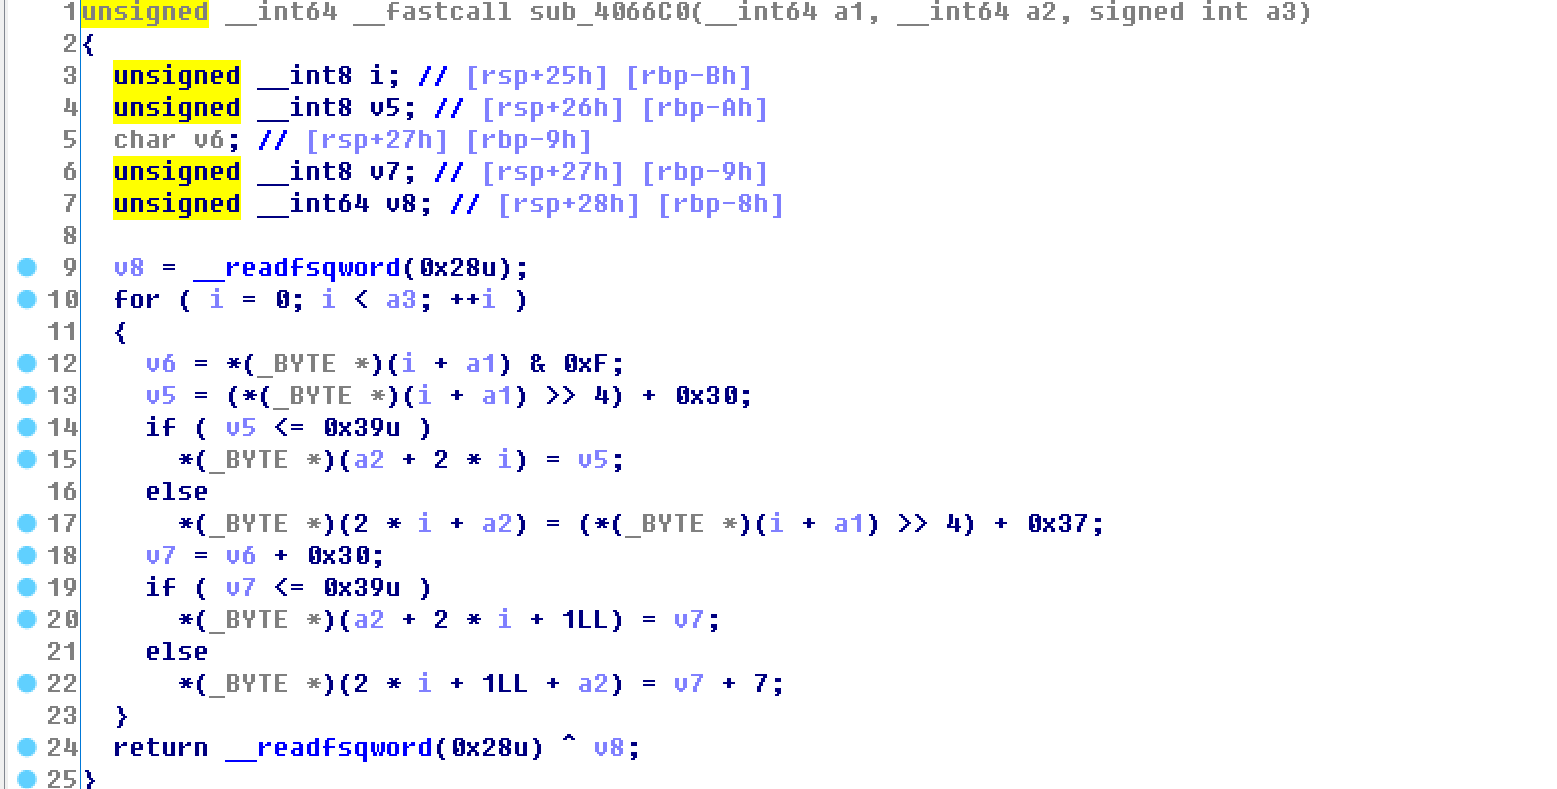 1 unsigned __int64 __fastcall sub_4066C0(__int64 a1, __int64 a2, signed int a3)
2 {
3   unsigned __int8 i; // [rsp+25h] [rbp-Bh]
4   unsigned __int8 v5; // [rsp+26h] [rbp-Ah]
5   char v6; // [rsp+27h] [rbp-9h]
6   unsigned __int8 v7; // [rsp+27h] [rbp-9h]
7   unsigned __int64 v8; // [rsp+28h] [rbp-8h]
8
9   v8 = __readfsqword(0x28u);
10   for ( i = 0; i < a3; ++i )
11   {
12     v6 = *(_BYTE *)(i + a1) & 0xF;
13     v5 = (*(_BYTE *)(i + a1) >> 4) + 0x30;
14     if ( v5 <= 0x39u )
15       *(_BYTE *)(a2 + 2 * i) = v5;
16     else
17       *(_BYTE *)(2 * i + a2) = (*(_BYTE *)(i + a1) >> 4) + 0x37;
18     v7 = v6 + 0x30;
19     if ( v7 <= 0x39u )
20       *(_BYTE *)(a2 + 2 * i + 1LL) = v7;
21     else
22       *(_BYTE *)(2 * i + 1LL + a2) = v7 + 7;
23   }
24   return __readfsqword(0x28u) ^ v8;
25 }